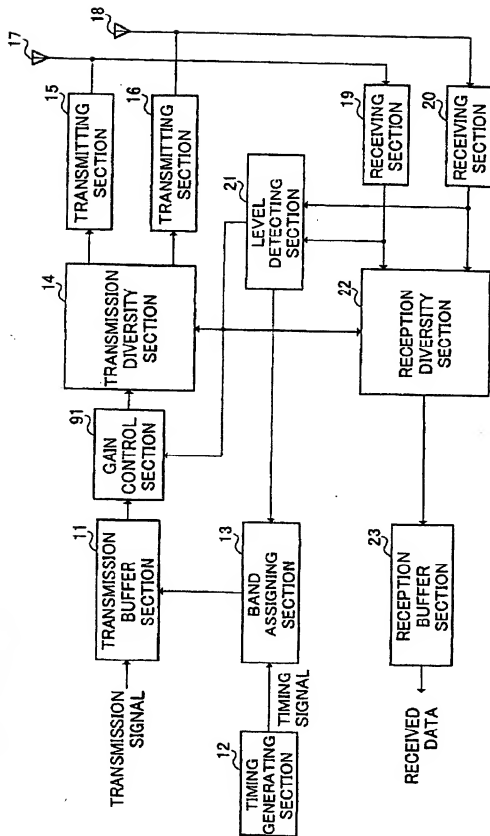 17
18
15
TRANSMITTING
SECTION
16
TRANSMITTING
SECTION
19
RECEIVING
SECTION
20
RECEIVING
SECTION
21
LEVEL
DETECTING
SECTION
14
TRANSMISSION
DIVERSITY
SECTION
22
RECEPTION
DIVERSITY
SECTION
91
GAIN
CONTROL
SECTION
11
TRANSMISSION
BUFFER
SECTION
13
BAND
ASSIGNING
SECTION
23
RECEPTION
BUFFER
SECTION
TRANSMISSION
SIGNAL
TIMING
SIGNAL
12
TIMING
GENERATING
SECTION
RECEIVED
DATA